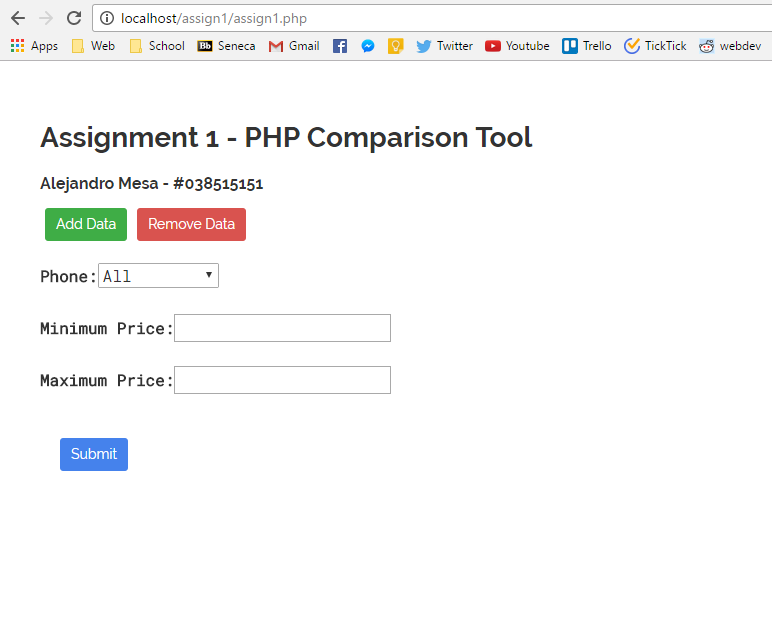 localhost/assign1/assign1.php
Apps Web School Bb Seneca Gmail Twitter Youtube Trello TickTick webdev
Assignment 1 - PHP Comparison Tool
Alejandro Mesa - #038515151
Add Data Remove Data
Phone: All
Minimum Price:
Maximum Price:
Submit